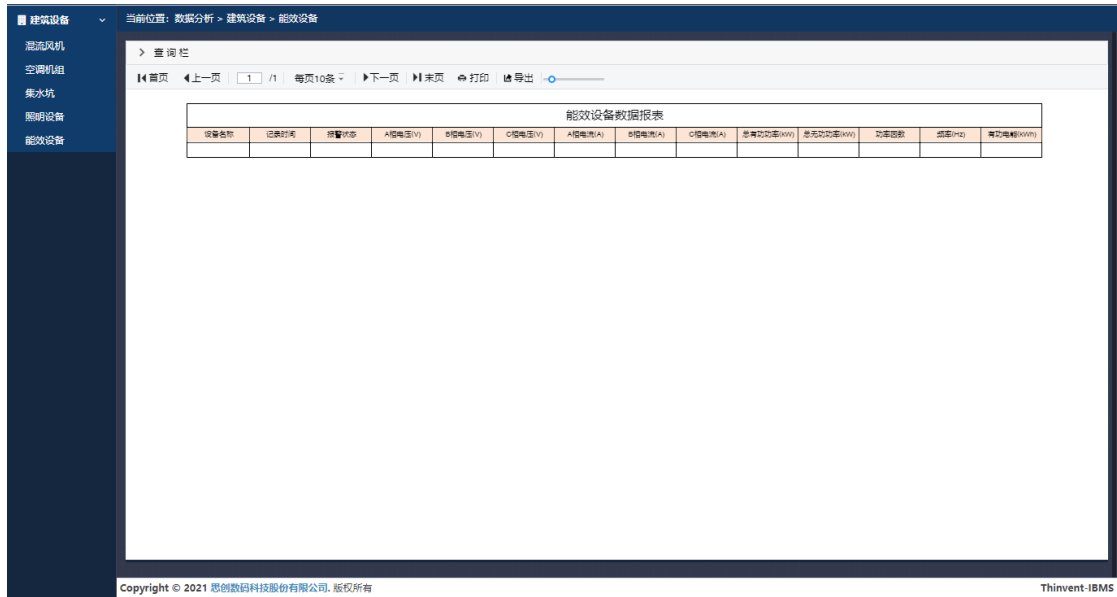 建筑设备
当前位置：数据分析 > 建筑设备 > 能效设备
混流风机
空调机组
集水坑
照明设备
能效设备
查询栏
首页 上一页 1 /1 每页10条 下一页 末页 打印 导出
能效设备数据报表
设备名称 记录时间 报警状态 A相电压(V) B相电压(V) C相电压(V) A相电流(A) B相电流(A) C相电流(A) 总有功功率(KW) 总无功功率(KW) 功率因数 频率(Hz) 有功电能(KWh)
Copyright © 2021 思创数码科技股份有限公司. 版权所有
Thinvent-IBMS